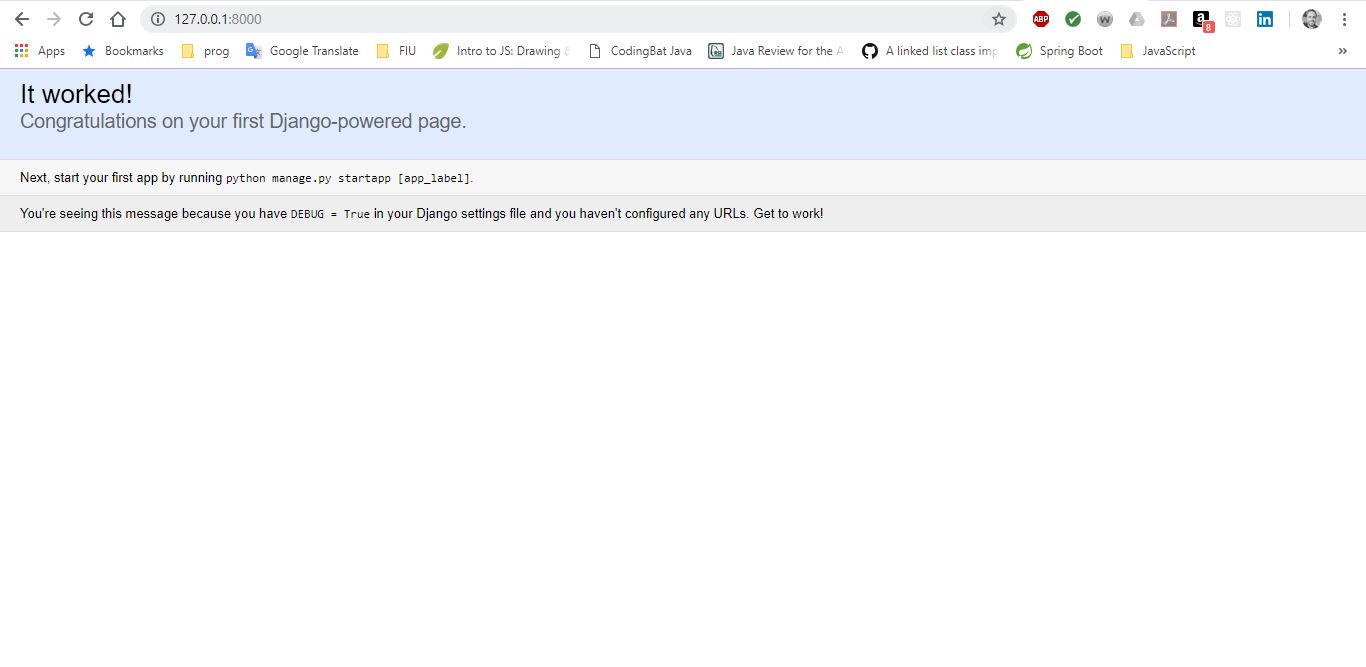 127.0.0.1:8000
ABP
W
a
8
in
Apps
Bookmarks
prog
Google Translate
FIU
Intro to JS: Drawing &
CodingBat Java
Java Review for the A
A linked list class imp
Spring Boot
JavaScript
»
It worked!
Congratulations on your first Django-powered page.
Next, start your first app by running python manage.py startapp [app_label].
You're seeing this message because you have DEBUG = True in your Django settings file and you haven't configured any URLs. Get to work!